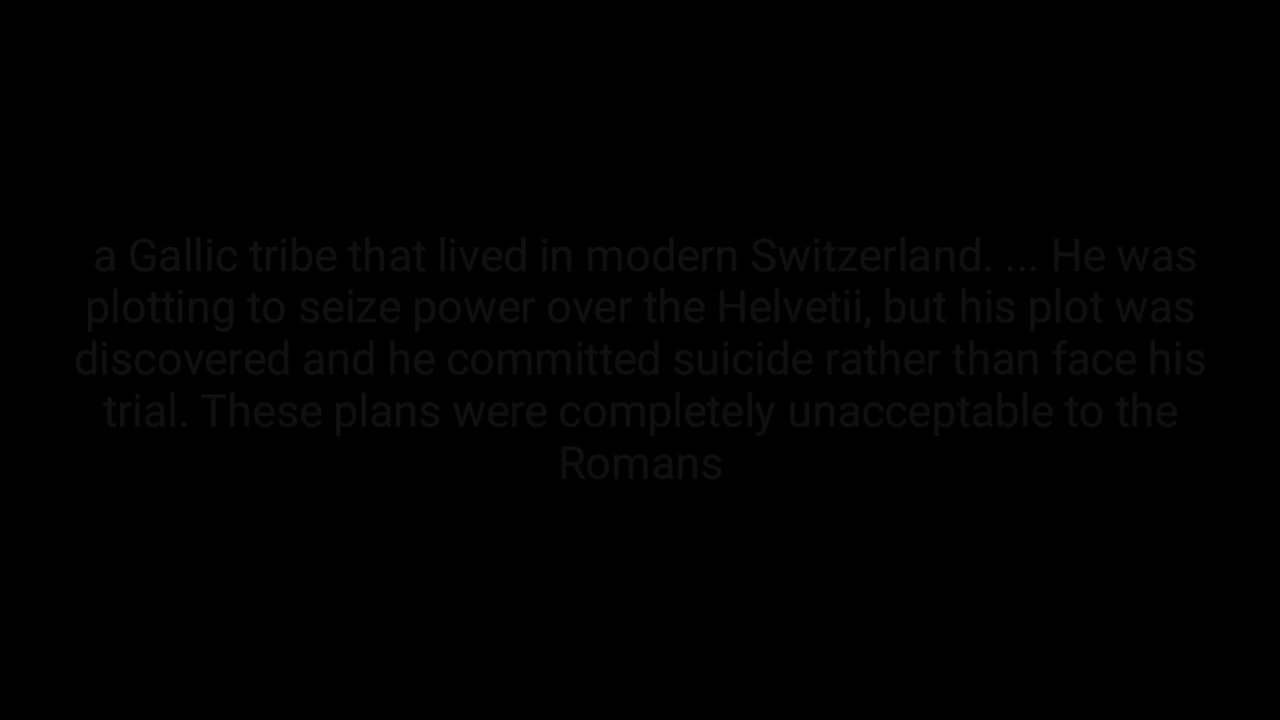 a Gallic tribe that lived in modern Switzerland. ... He was
plotting to seize power over the Helvetii, but his plot was
discovered and he committed suicide rather than face his
trial. These plans were completely unacceptable to the
Romans